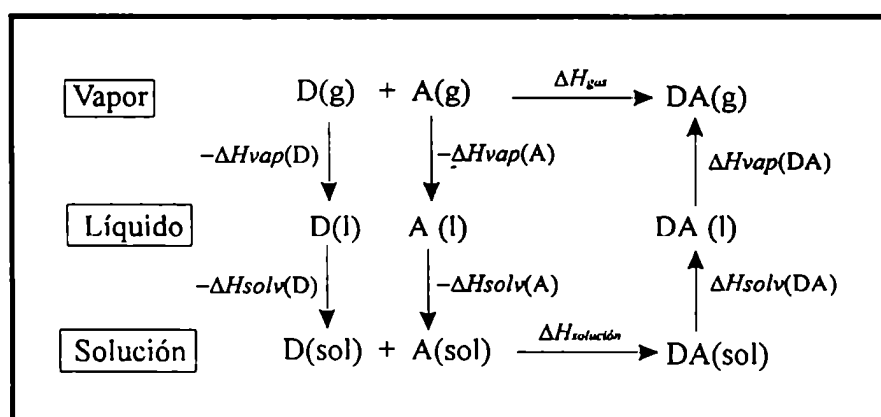 Vapor D(g) + A(g) ΔHgas DA(g)
-ΔHvap(D) -ΔHvap(A) ΔHvap(DA)
Líquido D(l) A (l) DA (l)
-ΔHsolv(D) -ΔHsolv(A) ΔHsolv(DA)
Solución D(sol) + A(sol) ΔHsolución DA(sol)